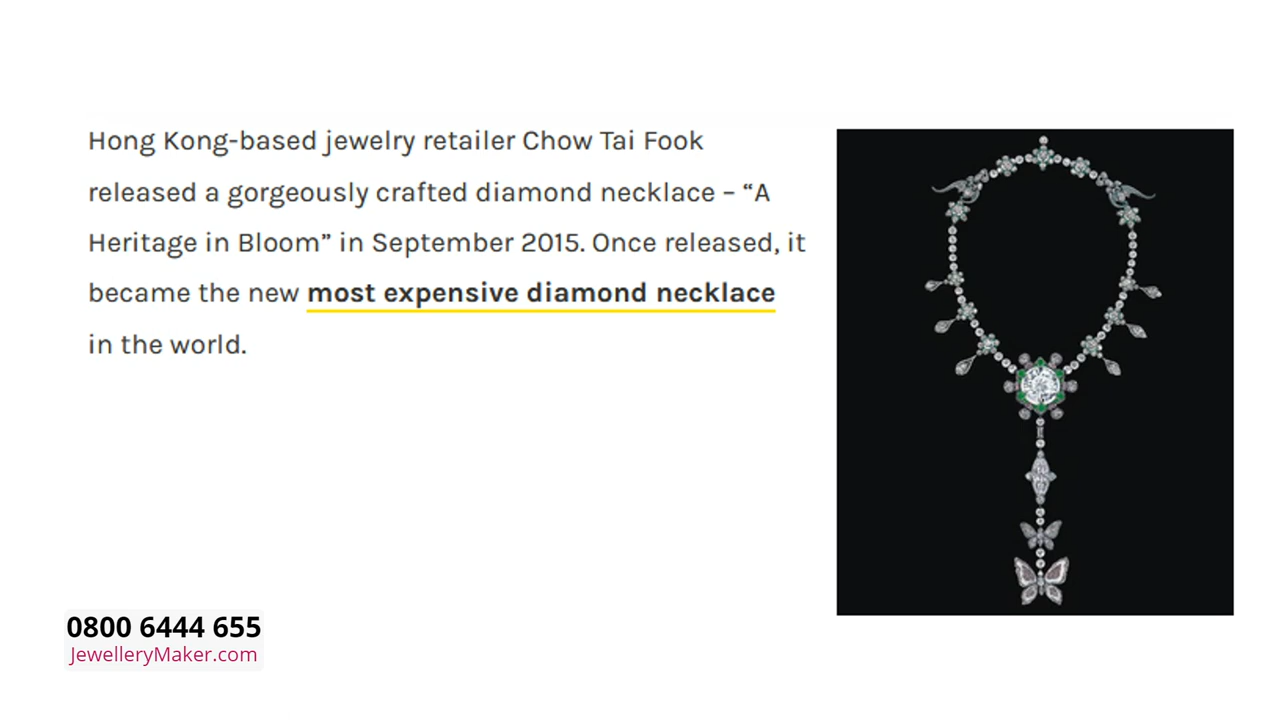 Hong Kong-based jewelry retailer Chow Tai Fook
released a gorgeously crafted diamond necklace – “A
Heritage in Bloom” in September 2015. Once released, it
became the new most expensive diamond necklace
in the world.
0800 6444 655
JewelleryMaker.com